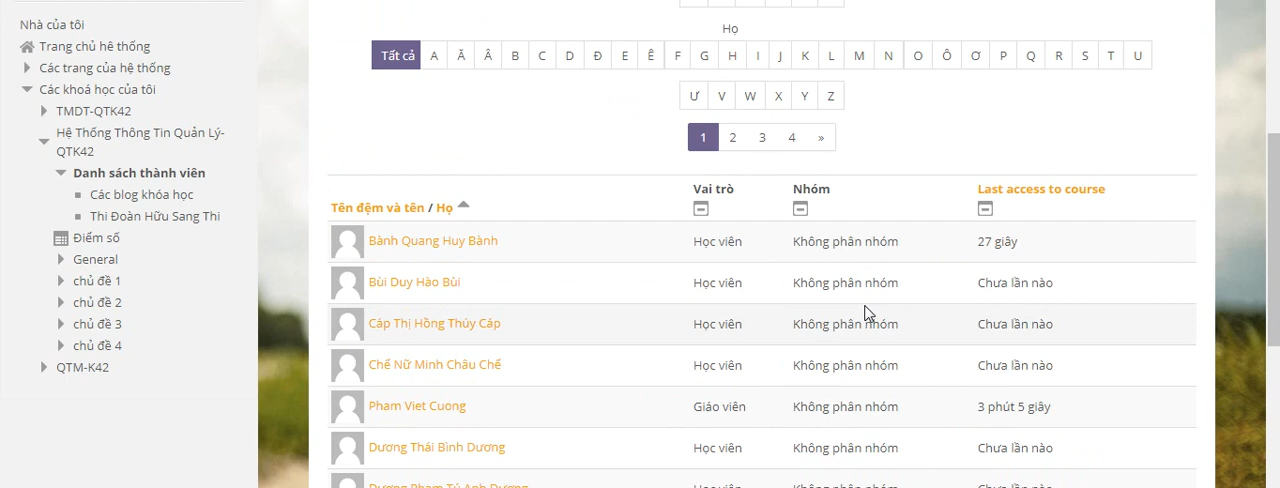 Nhà của tôi
Trang chủ hệ thống
Các trang của hệ thống
Các khoá học của tôi
TMDT-QTK42
Hệ Thống Thông Tin Quản Lý-
QTK42
Danh sách thành viên
Các blog khóa học
Thi Đoàn Hữu Sang Thi
Điểm số
General
chủ đề 1
chủ đề 2
chủ đề 3
chủ đề 4
QTM-K42
Họ
Tất cả A Ă Â B C D Đ E Ê F G H I J K L M N O Ô Ơ P Q R S T U
Ư V W X Y Z
1 2 3 4 »
Tên đệm và tên / Họ Vai trò Nhóm Last access to course
Bành Quang Huy Bành Học viên Không phân nhóm 27 giây
Bùi Duy Hào Bùi Học viên Không phân nhóm Chưa lần nào
Cáp Thị Hồng Thúy Cáp Học viên Không phân nhóm Chưa lần nào
Chế Nữ Minh Châu Chế Học viên Không phân nhóm Chưa lần nào
Pham Viet Cuong Giáo viên Không phân nhóm 3 phút 5 giây
Dương Thái Bình Dương Học viên Không phân nhóm Chưa lần nào